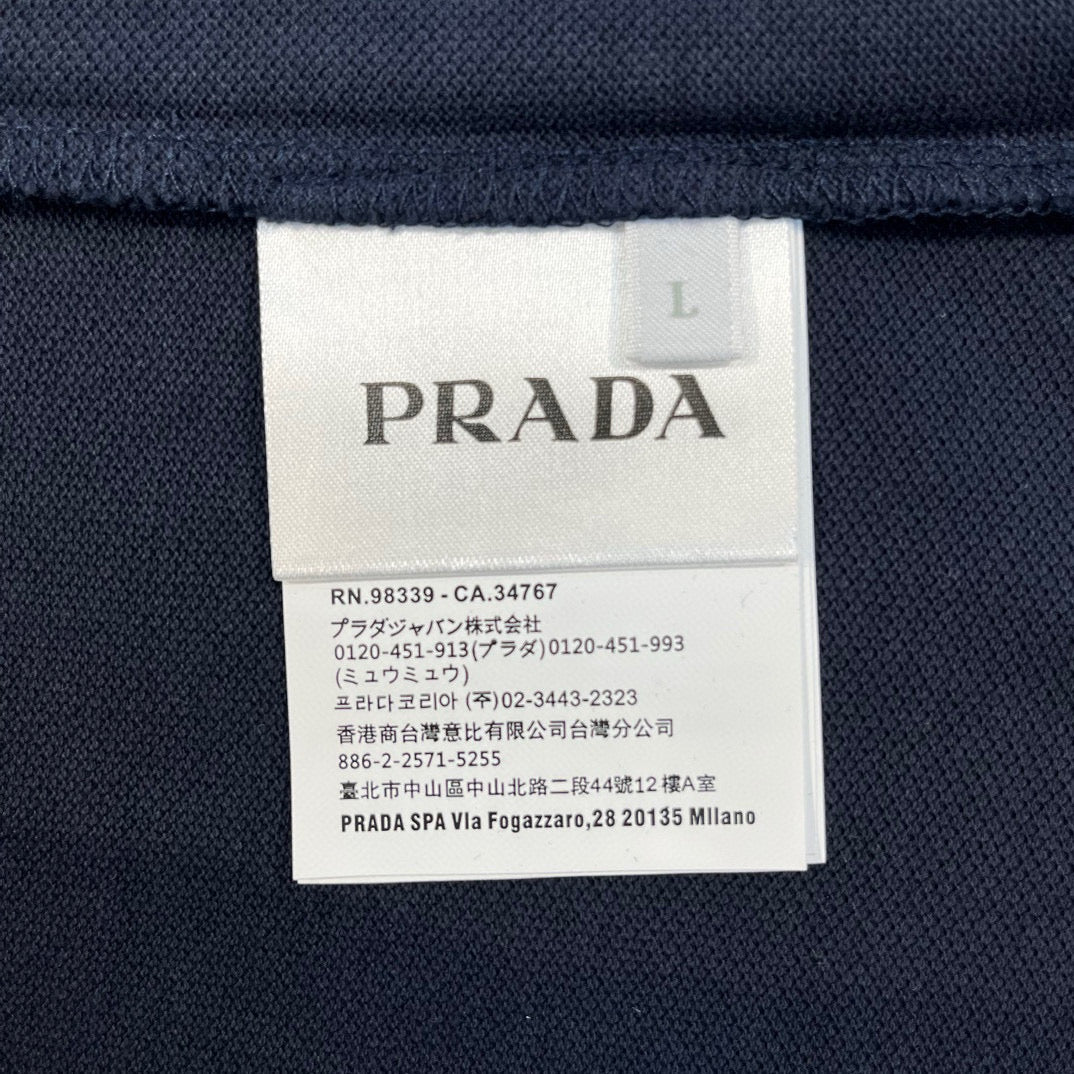 L
PRADA
RN.98339 - CA.34767
プラダジャバン株式会社
0120-451-913(プラダ)0120-451-993
(ミュウミュウ)
프라다코리아 (주)02-3443-2323
香港商台灣意比有限公司台灣分公司
886-2-2571-5255
臺北市中山區中山北路二段44號12樓A室
PRADA SPA VIa Fogazzaro,28 20135 MIlano